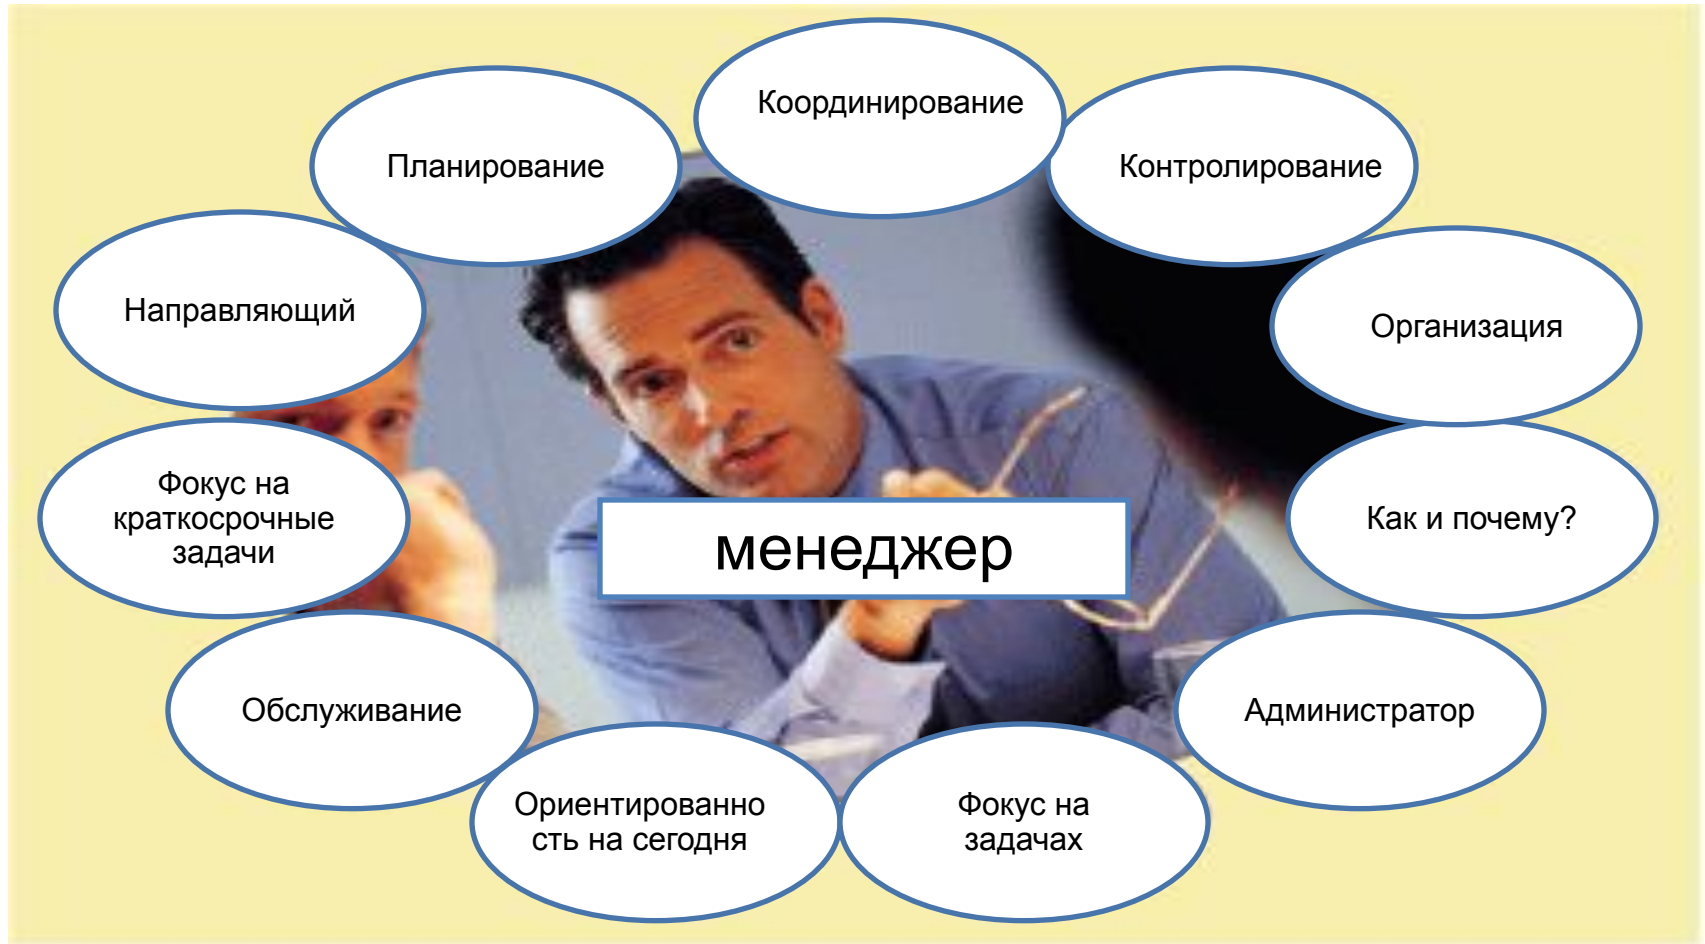 Координирование
Планирование
Контролирование
Направляющий
Организация
Фокус на
краткосрочные
задачи
Как и почему?
менеджер
Обслуживание
Администратор
Ориентированно
сть на сегодня
Фокус на
задачах